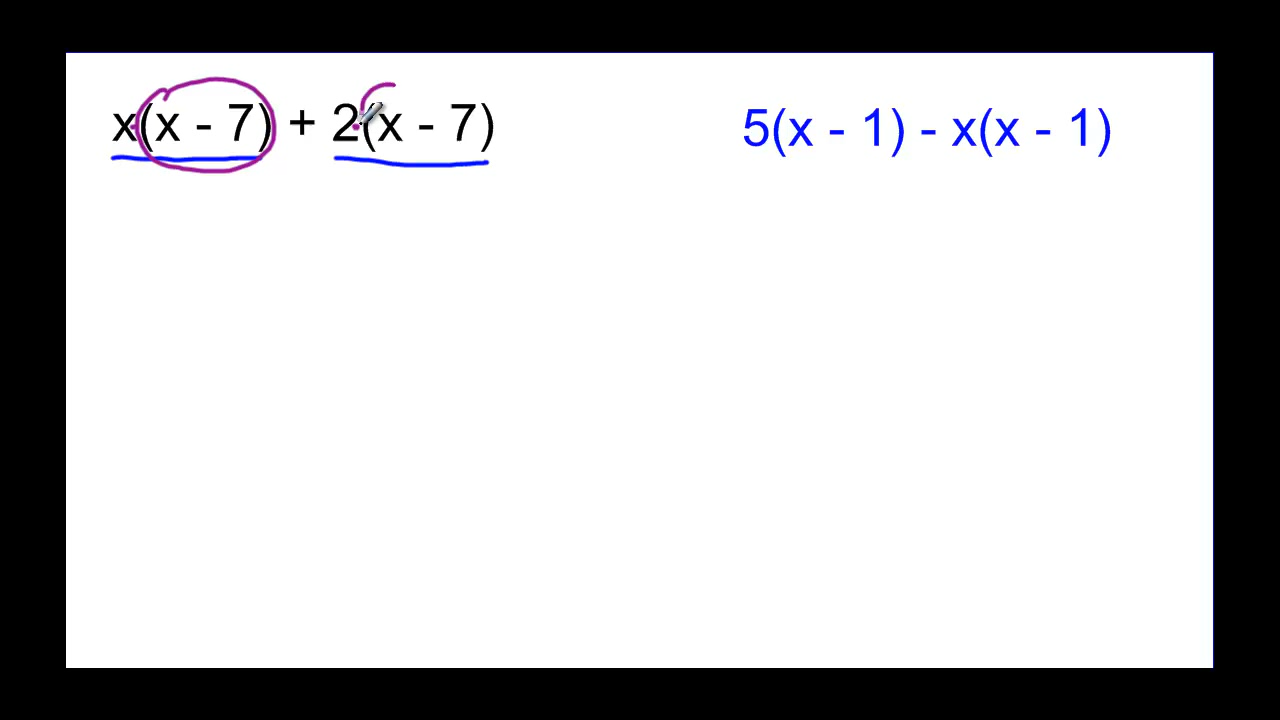 x(x - 7) + 2(x - 7)
5(x - 1) - x(x - 1)